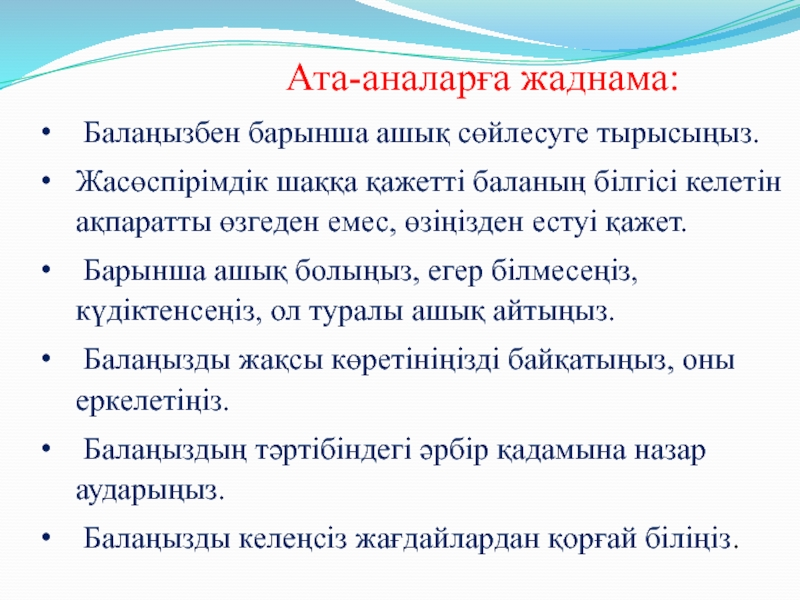 Ата-аналарға жаднама:
• Балаңызбен барынша ашық сөйлесуге тырысыңыз.
• Жасөспірімдік шаққа қажетті баланың білгісі келетін
ақпаратты өзгеден емес, өзіңізден естуі қажет.
• Барынша ашық болыңыз, егер білмесеңіз,
күдіктенсеңіз, ол туралы ашық айтыңыз.
• Балаңызды жақсы көретініңізді байқатыңыз, оны
еркелетіңіз.
• Балаңыздың тәртібіндегі әрбір қадамына назар
аударыңыз.
• Балаңызды келеңсіз жағдайлардан қорғай біліңіз.